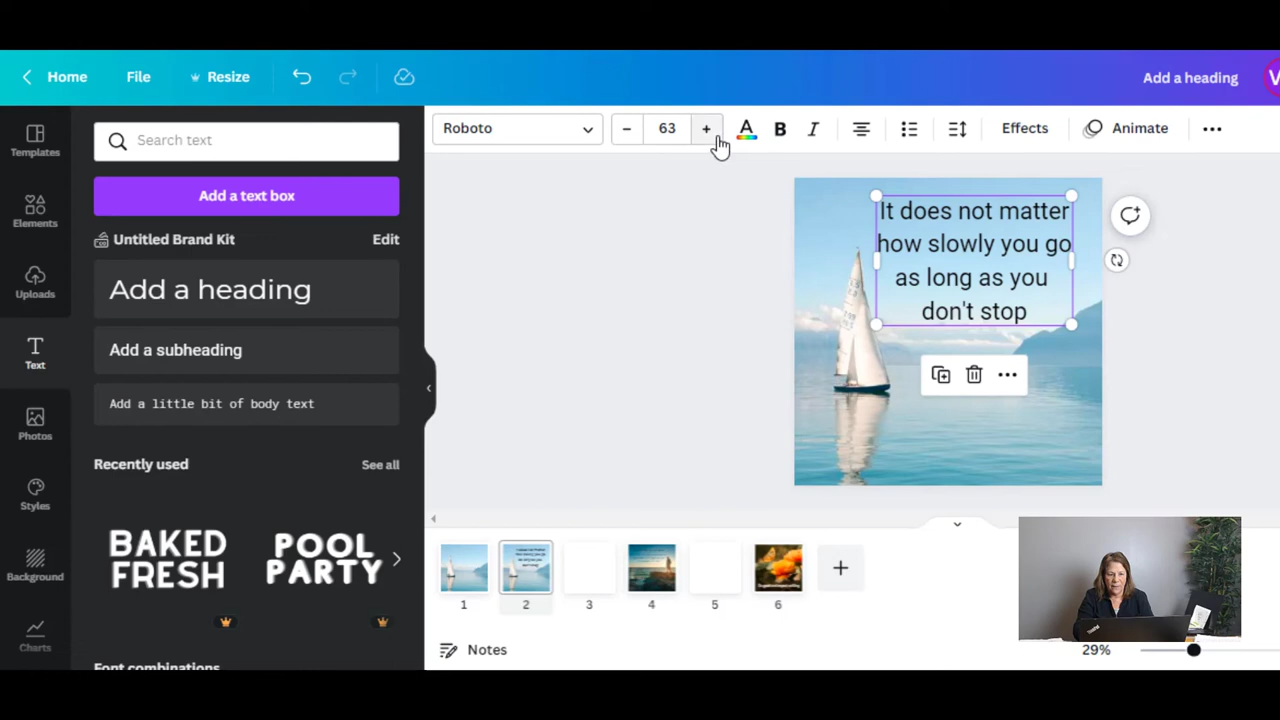 Home
File
Resize
Add a heading
V
Templates
Elements
Uploads
Text
Photos
Styles
Background
Charts
Search text
Add a text box
Untitled Brand Kit
Edit
Add a heading
Add a subheading
Add a little bit of body text
Recently used
See all
BAKED
FRESH
POOL
PARTY
Font combinations
Roboto
− 63 +
A
B
I
Effects
Animate
It does not matter
how slowly you go
as long as you
don't stop
1
2
3
4
5
6
+
Notes
29%